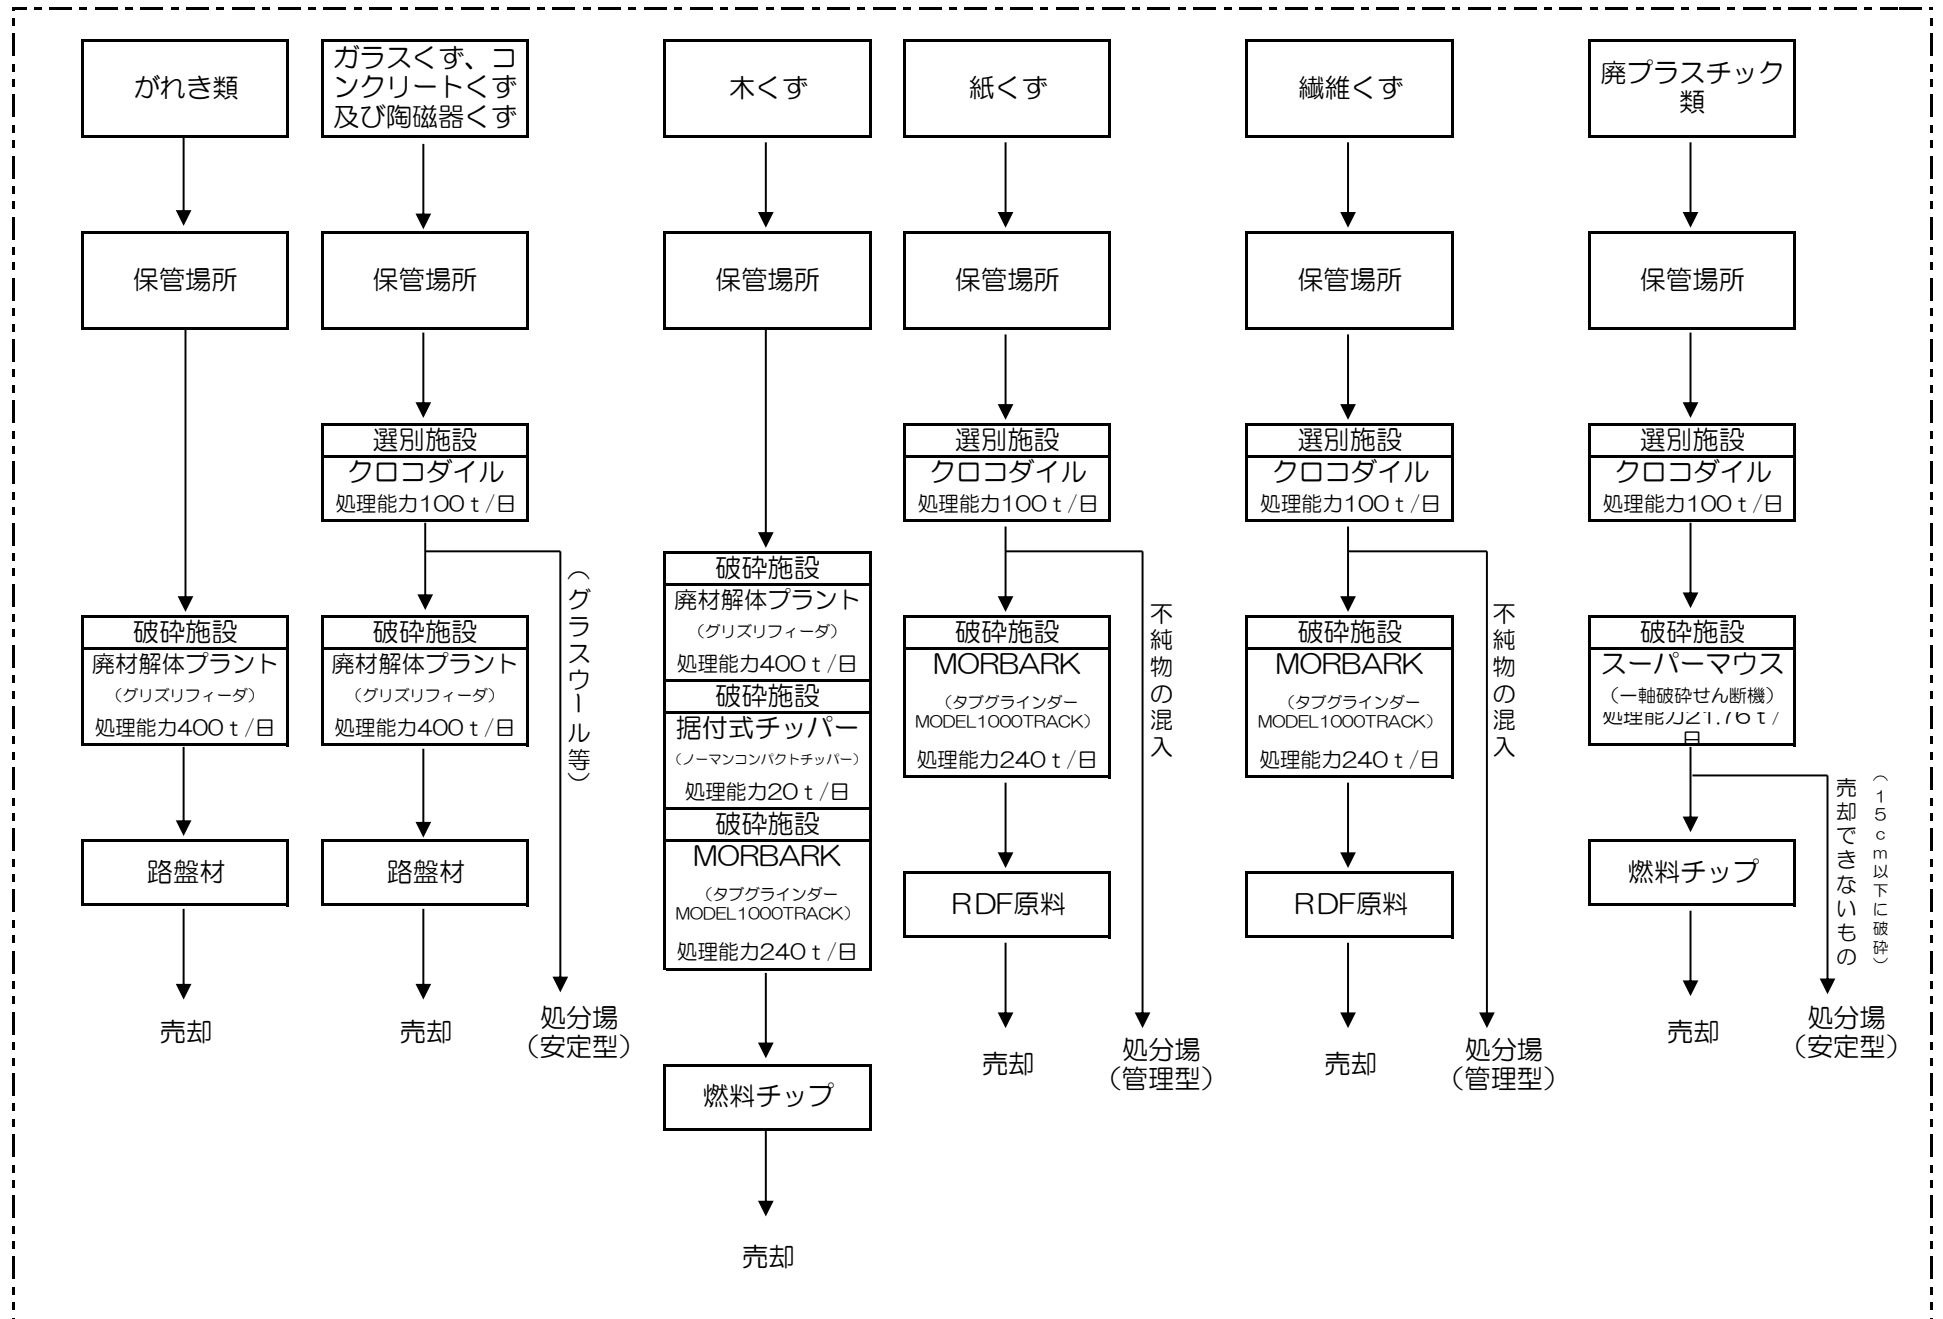 がれき類
ガラスくず、コ
ンクリートくず
及び陶磁器くず
木くず
紙くず
繊維くず
廃プラスチック
類
保管場所
保管場所
保管場所
保管場所
保管場所
保管場所
選別施設
クロコダイル
処理能力100ｔ/日
選別施設
クロコダイル
処理能力100ｔ/日
選別施設
クロコダイル
処理能力100ｔ/日
選別施設
クロコダイル
処理能力100ｔ/日
破砕施設
廃材解体プラント
（グリズリフィーダ）
処理能力400ｔ/日
破砕施設
廃材解体プラント
（グリズリフィーダ）
処理能力400ｔ/日
（グラスウール等）
破砕施設
廃材解体プラント
（グリズリフィーダ）
処理能力400ｔ/日
破砕施設
据付式チッパー
（ノーマンコンパクトチッパー）
処理能力20ｔ/日
破砕施設
MORBARK
（タブグラインダー
MODEL1000TRACK）
処理能力240ｔ/日
破砕施設
MORBARK
（タブグラインダー
MODEL1000TRACK）
処理能力240ｔ/日
不純物の混入
破砕施設
MORBARK
（タブグラインダー
MODEL1000TRACK）
処理能力240ｔ/日
不純物の混入
破砕施設
スーパーマウス
（一軸破砕せん断機）
処理能力21.76ｔ/
日
（15cm以下に破砕）
売却できないもの
路盤材
路盤材
燃料チップ
RDF原料
RDF原料
燃料チップ
売却
売却
処分場
（安定型）
売却
売却
処分場
（管理型）
売却
処分場
（管理型）
売却
処分場
（安定型）